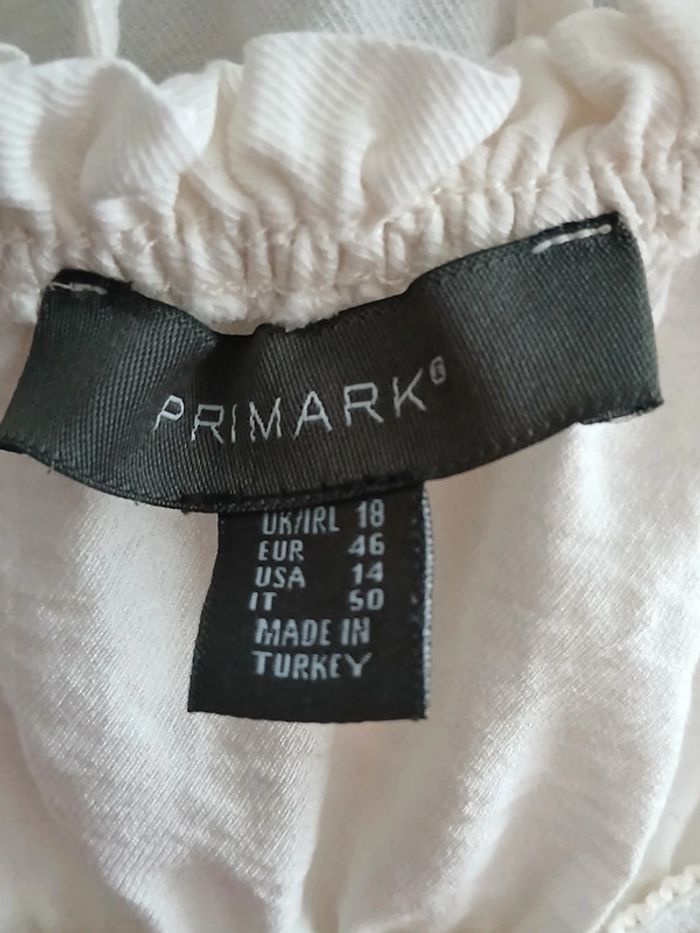 PRIMARK®
UK/IRL 18
EUR 46
USA 14
IT 50
MADE IN
TURKEY